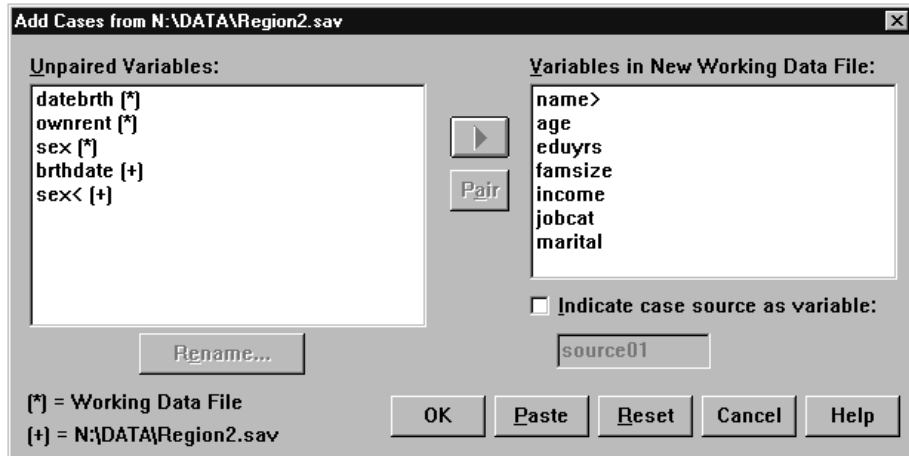 Add Cases from N:\DATA\Region2.sav
Unpaired Variables:
datebrth (*)
ownrent (*)
sex (*)
brthdate (+)
sex< (+)
Rename...
(*) = Working Data File
(+) = N:\DATA\Region2.sav
Pair
Variables in New Working Data File:
name>
age
eduyrs
famsize
income
jobcat
marital
Indicate case source as variable:
source01
OK
Paste
Reset
Cancel
Help